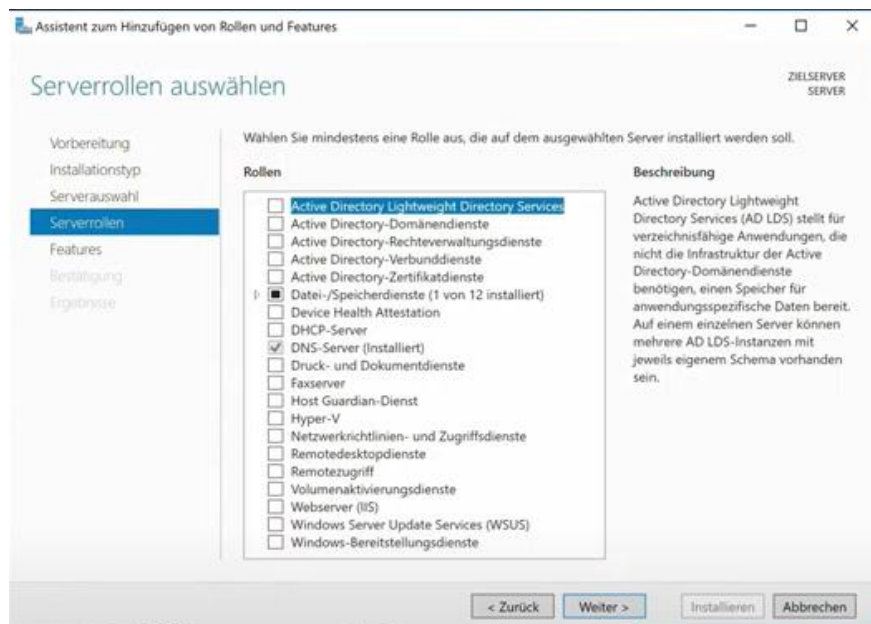 Assistent zum Hinzufügen von Rollen und Features
Serverrollen auswählen
ZIELSERVER
SERVER
Vorbereitung
Installationstyp
Serverauswahl
Serverrollen
Features
Bestätigung
Ergebnisse
Wählen Sie mindestens eine Rolle aus, die auf dem ausgewählten Server installiert werden soll.
Rollen
Active Directory Lightweight Directory Services
Active Directory-Domänendienste
Active Directory-Rechteverwaltungsdienste
Active Directory-Verbunddienste
Active Directory-Zertifikatdienste
Datei-/Speicherdienste (1 von 12 installiert)
Device Health Attestation
DHCP-Server
DNS-Server (Installiert)
Druck- und Dokumentdienste
Faxserver
Host Guardian-Dienst
Hyper-V
Netzwerkrichtlinien- und Zugriffsdienste
Remotedesktopdienste
Remotezugriff
Volumenaktivierungsdienste
Webserver (IIS)
Windows Server Update Services (WSUS)
Windows-Bereitstellungsdienste
Beschreibung
Active Directory Lightweight
Directory Services (AD LDS) stellt für
verzeichnisfähige Anwendungen, die
nicht die Infrastruktur der Active
Directory-Domänendienste
benötigen, einen Speicher für
anwendungsspezifische Daten bereit.
Auf einem einzelnen Server können
mehrere AD LDS-Instanzen mit
jeweils eigenem Schema vorhanden
sein.
< Zurück
Weiter >
Installieren
Abbrechen